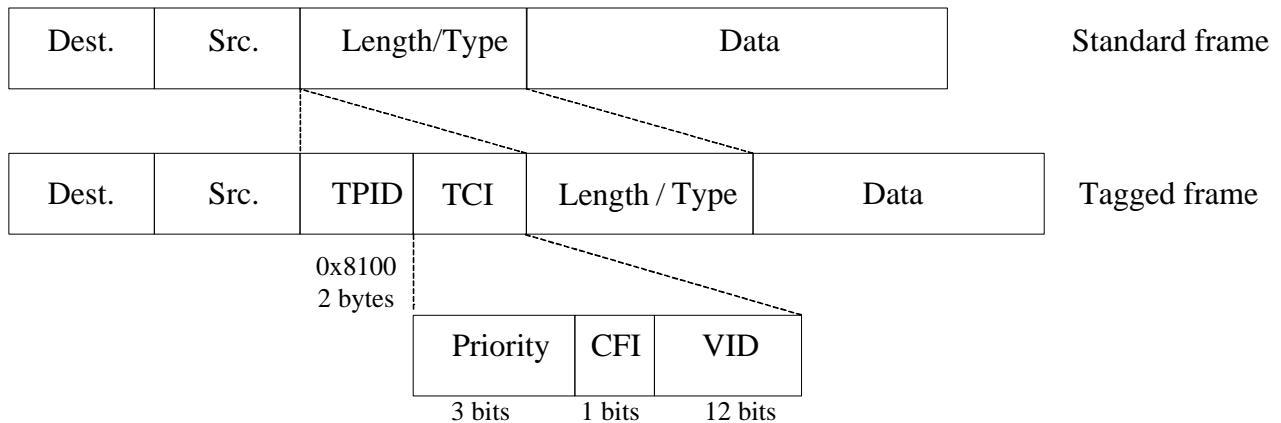 Dest. Src. Length/Type Data Standard frame
Dest. Src. TPID TCI Length / Type Data Tagged frame
0x8100
2 bytes
Priority CFI VID
3 bits 1 bits 12 bits